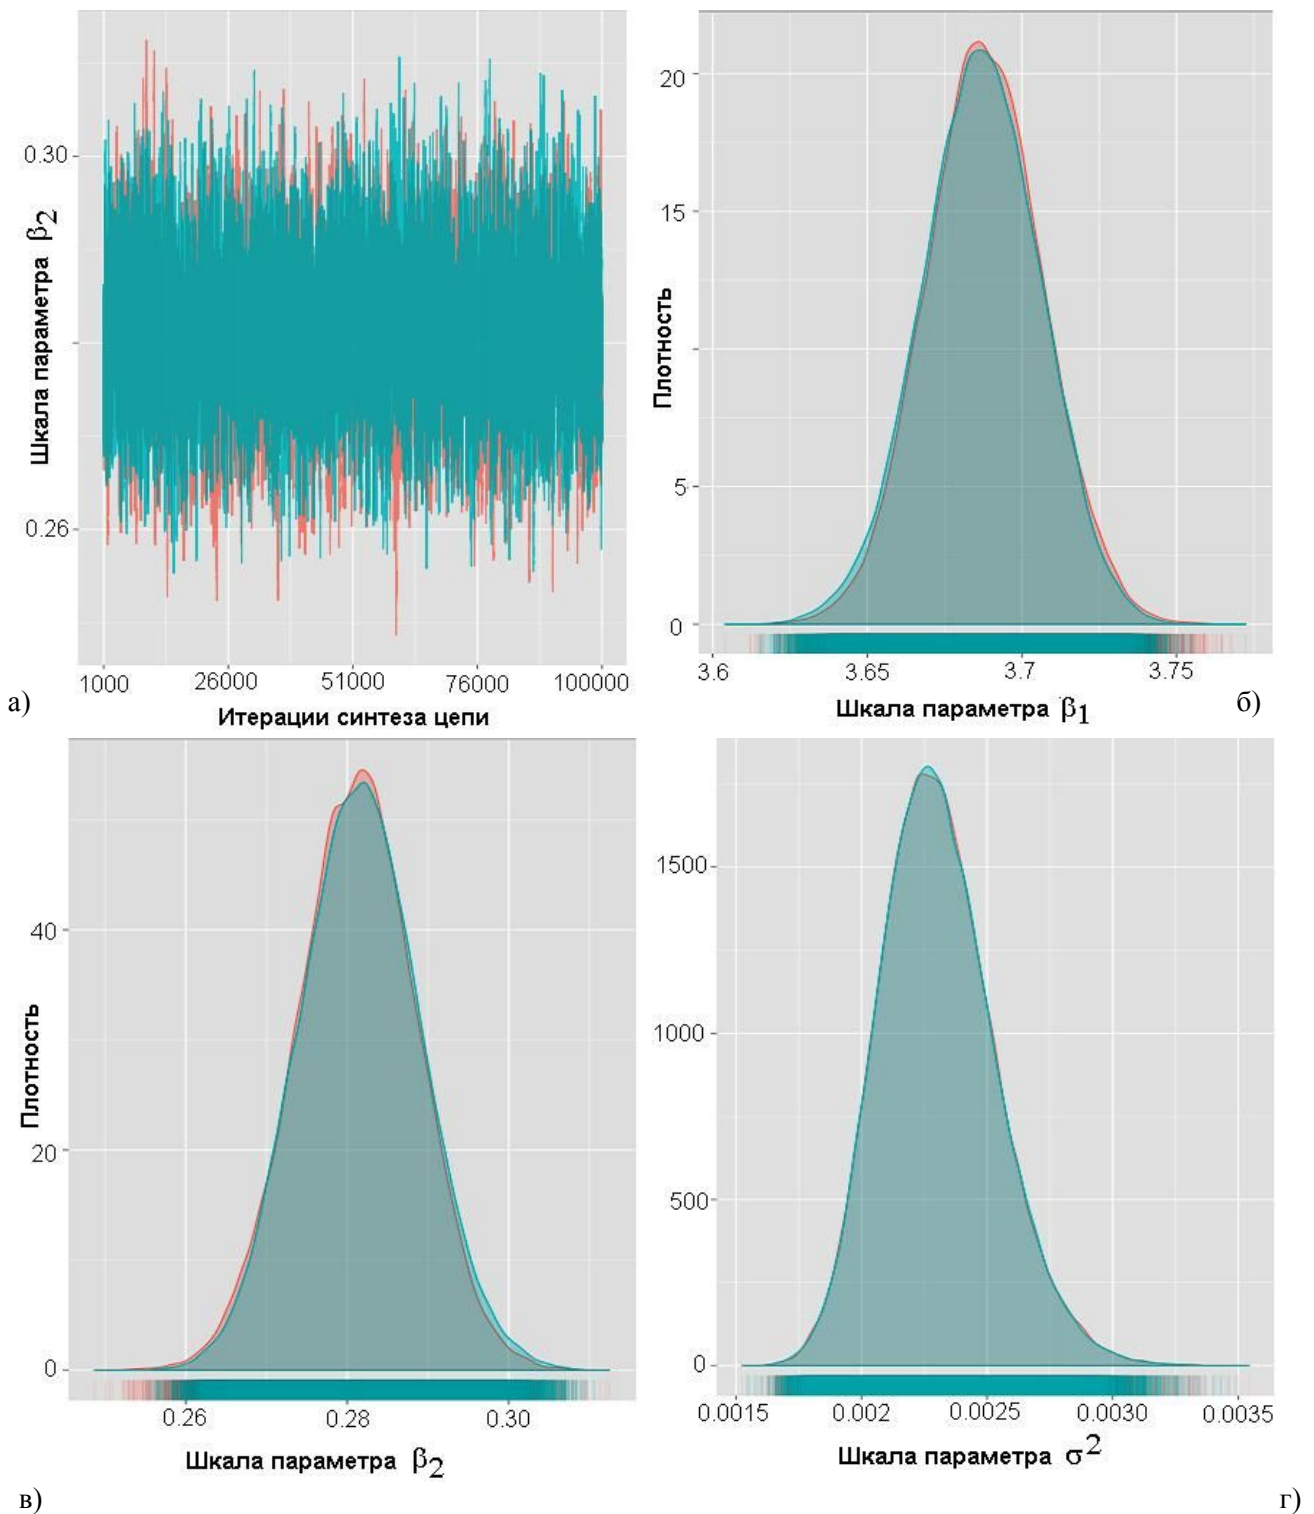 0.30
0.26
Шкала параметра β2
1000 26000 51000 76000 100000
а)
Итерации синтеза цепи
20
15
5
0
Плотность
3.6 3.65 3.7 3.75
Шкала параметра β1
б)
40
20
0
Плотность
0.26 0.28 0.30
Шкала параметра β2
в)
1500
1000
500
0
0.0015 0.002 0.0025 0.0030 0.0035
Шкала параметра σ2
г)